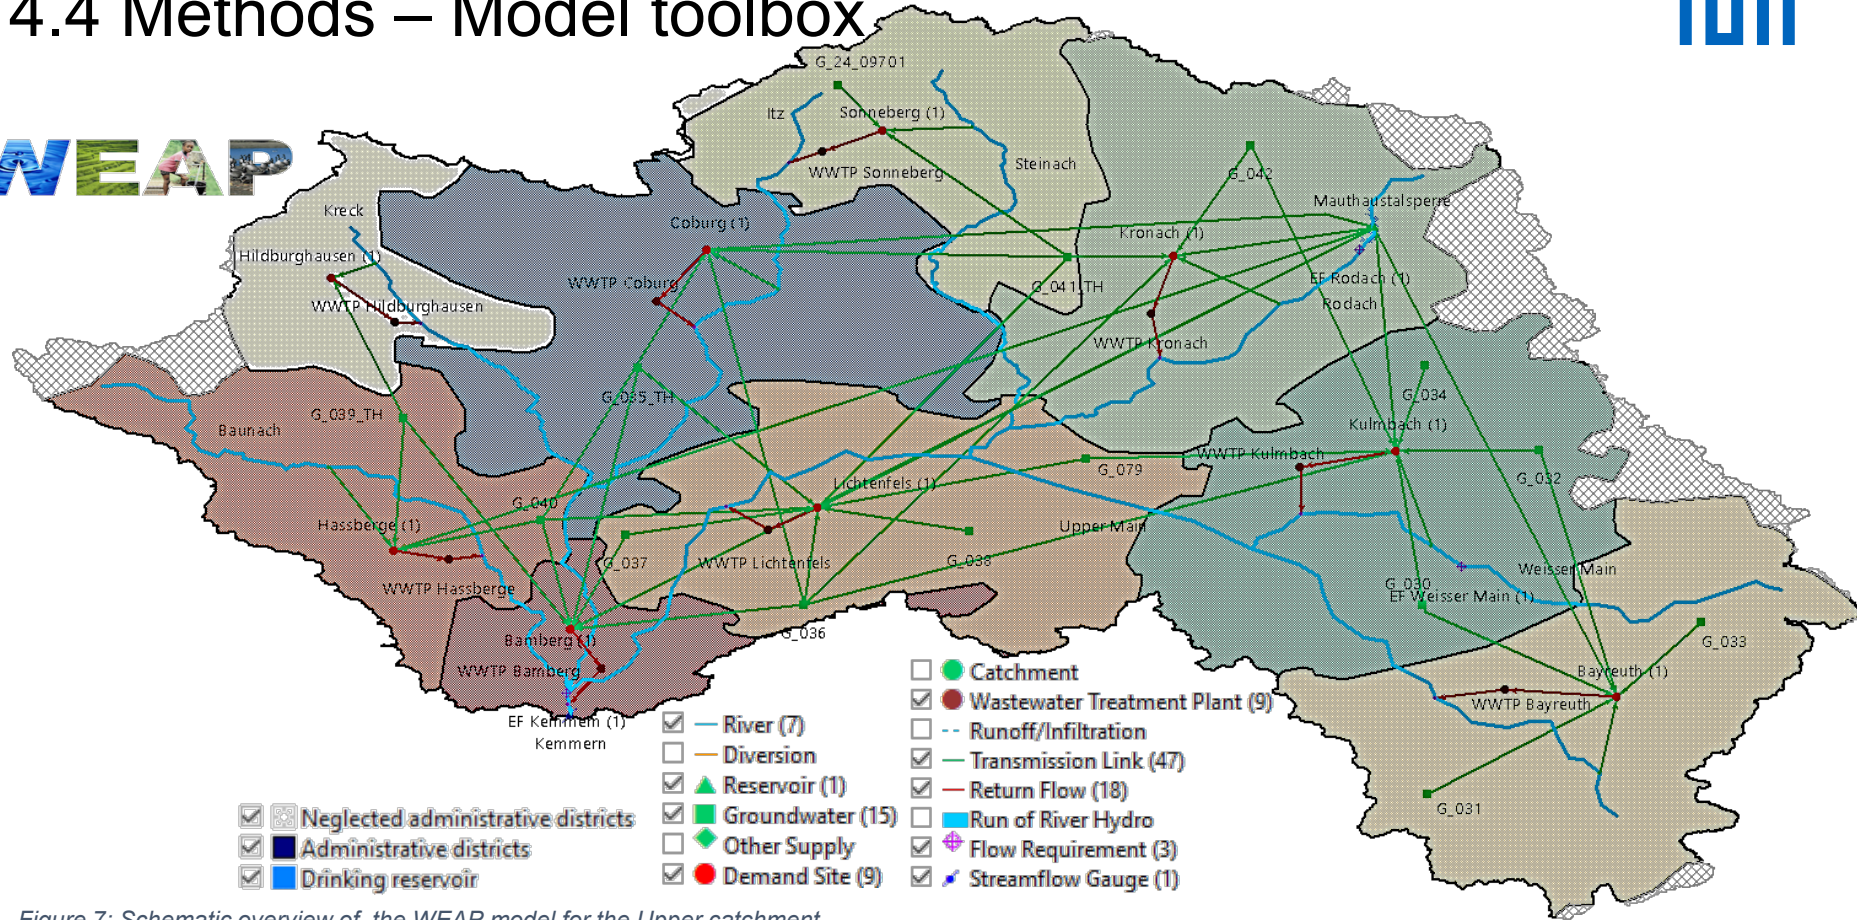 4.4 Methods – Model toolbox
WEAP
G_24_09701
Itz
Sonneberg (1)
WWTP Sonneberg
Steinach
G_042
Mauthaustalsperre
Kreck
Coburg (1)
Kronach (1)
Hildburghausen (1)
WWTP Coburg
EF Rodach (1)
G_041_TH
Rodach
WWTP Hildburghausen
WWTP Kronach
G_035_TH
G_034
G_039_TH
Baunach
Kulmbach (1)
WWTP Kulmbach
G_079
G_032
Lichtenfels (1)
G_040
Hassberge (1)
Upper Main
G_037
WWTP Lichtenfels
G_038
Weisser Main
WWTP Hassberge
G_030
EF Weisser Main (1)
G_036
Bamberg (1)
G_033
WWTP Bamberg
Bayreuth (1)
WWTP Bayreuth
EF Kemmern (1)
Kemmern
G_031
Neglected administrative districts
Administrative districts
Drinking reservoir
River (7)
Diversion
Reservoir (1)
Groundwater (15)
Other Supply
Demand Site (9)
Catchment
Wastewater Treatment Plant (9)
Runoff/Infiltration
Transmission Link (47)
Return Flow (18)
Run of River Hydro
Flow Requirement (3)
Streamflow Gauge (1)
Figure 7: Schematic overview of the WEAP model for the Upper catchment